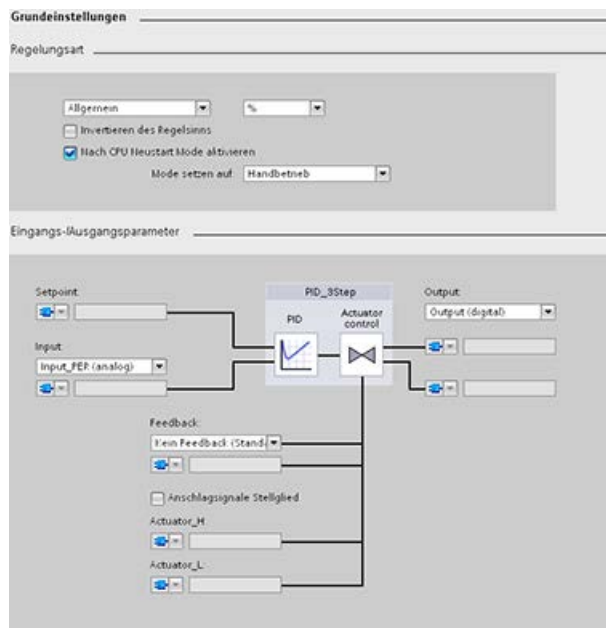 Grundeinstellungen
Regelungsart
Allgemein %
Invertieren des Regelsinns
Nach CPU Neustart Mode aktivieren
Mode setzen auf: Handbetrieb
Eingangs-/Ausgangsparameter
Setpoint:
PID_3Step
Output:
PID
Actuator control
Output (digital)
Input:
Input_PER (analog)
Feedback:
Kein Feedback (Standa
Anschlagsignale Stellglied
Actuator_H:
Actuator_L: